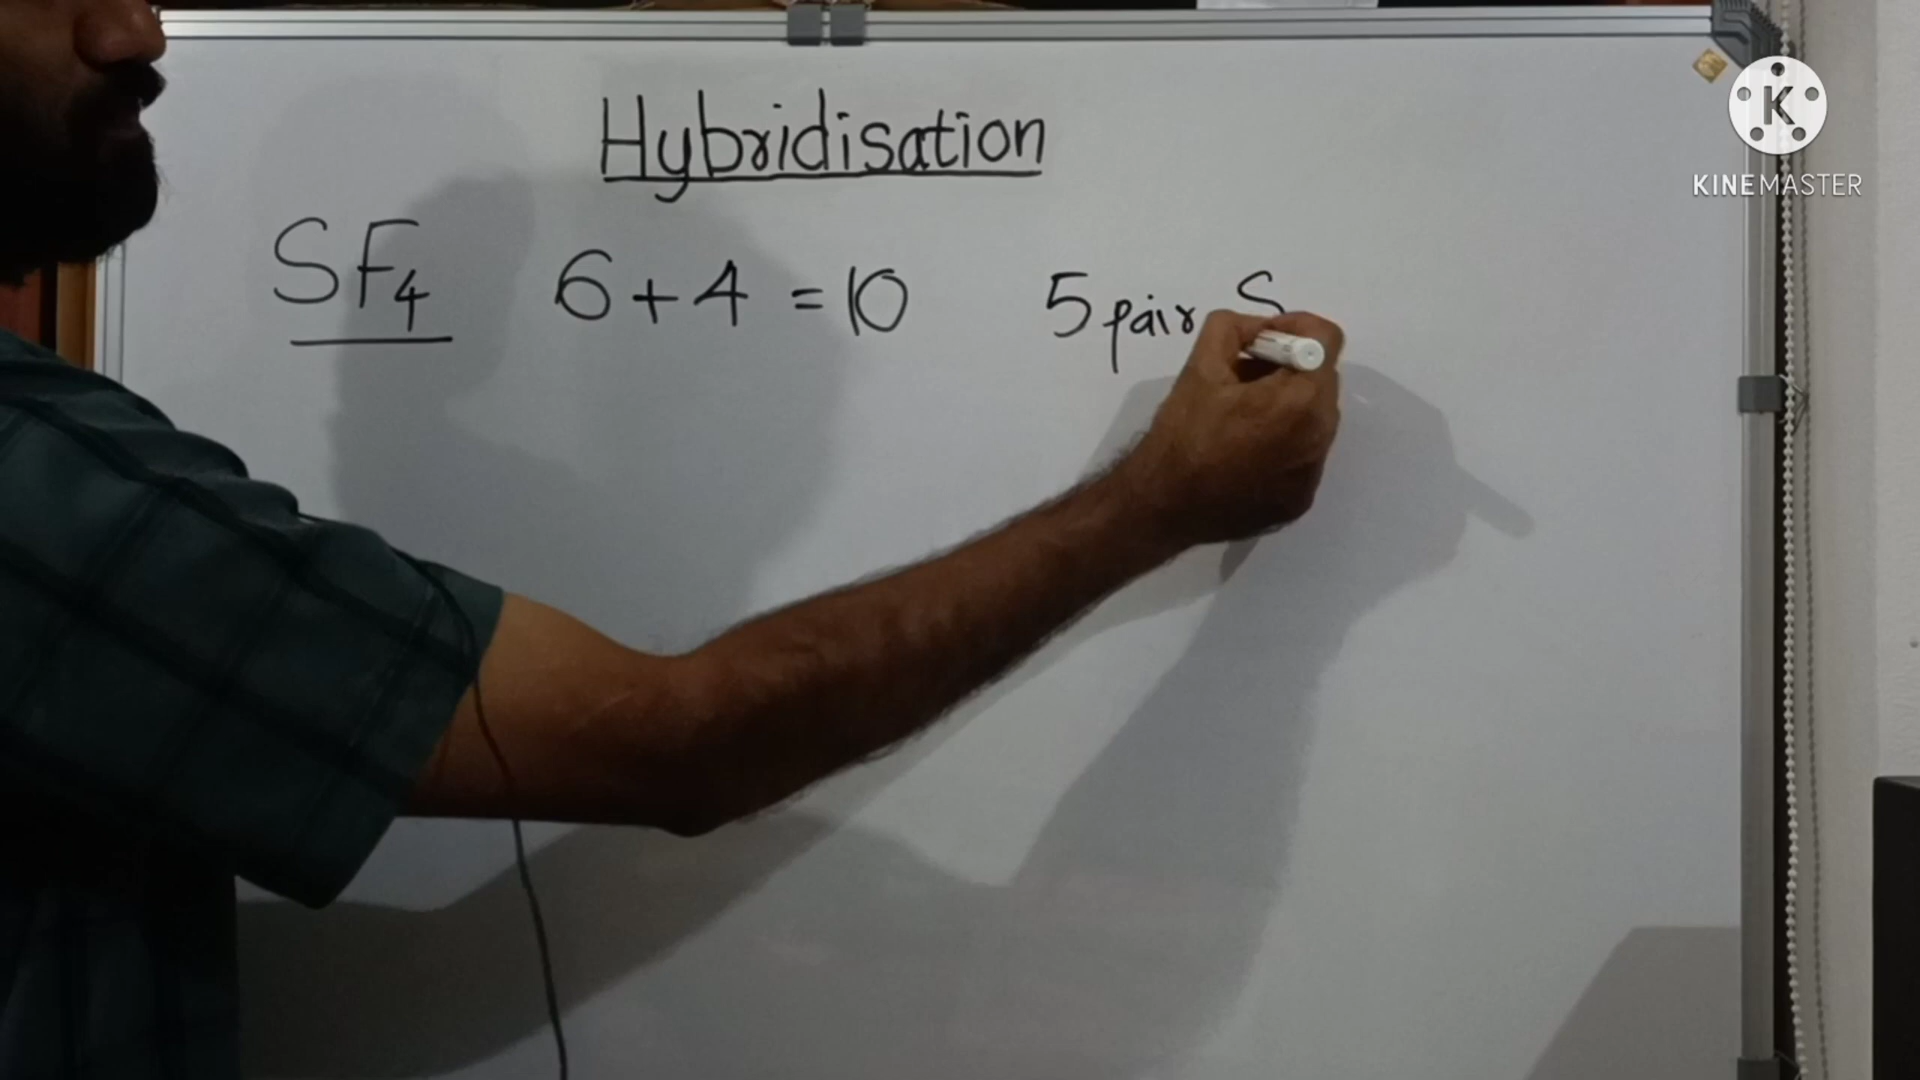 Hybridisation
SF₄ 6+4 = 10 5 pair S
K
KINEMASTER